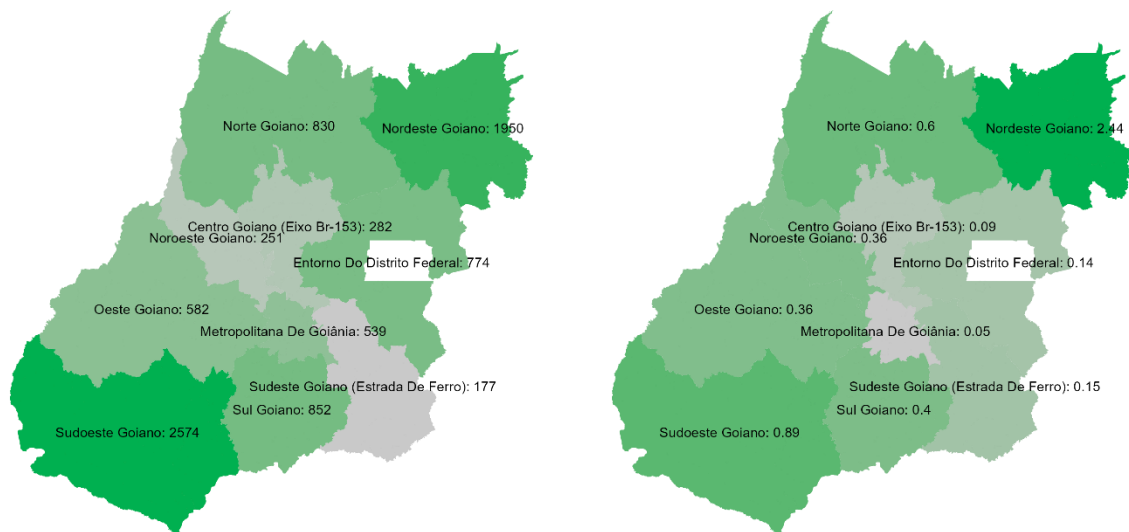 Norte Goiano: 830
Nordeste Goiano: 1950
Centro Goiano (Eixo Br-153): 282
Noroeste Goiano: 251
Entorno Do Distrito Federal: 774
Oeste Goiano: 582
Metropolitana De Goiânia: 539
Sudeste Goiano (Estrada De Ferro): 177
Sul Goiano: 852
Sudoeste Goiano: 2574
Norte Goiano: 0.6
Nordeste Goiano: 2.44
Centro Goiano (Eixo Br-153): 0.09
Noroeste Goiano: 0.36
Entorno Do Distrito Federal: 0.14
Oeste Goiano: 0.36
Metropolitana De Goiânia: 0.05
Sudeste Goiano (Estrada De Ferro): 0.15
Sul Goiano: 0.4
Sudoeste Goiano: 0.89